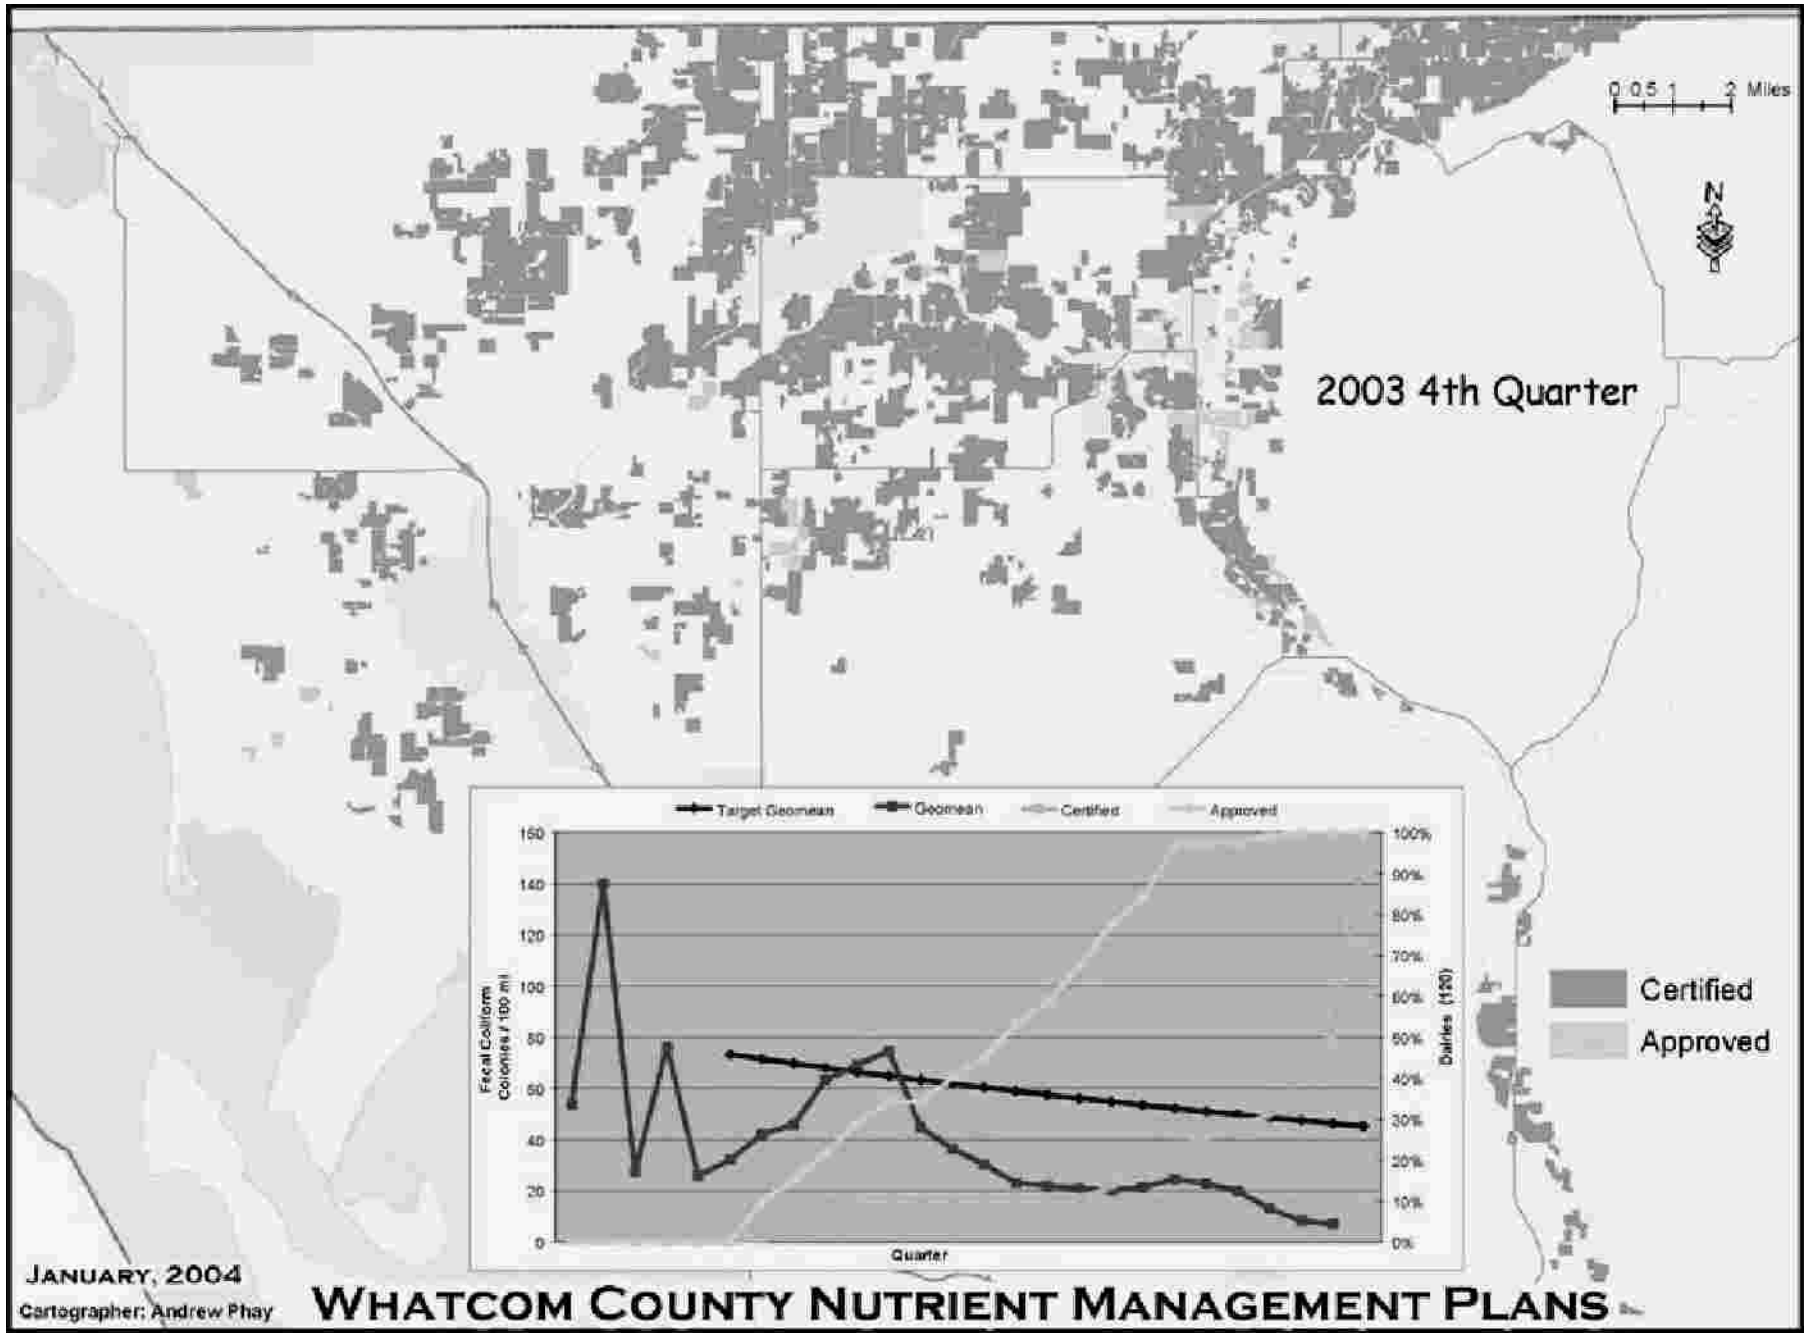 0 0.5 1 2 Miles
N
2003 4th Quarter
Target Geomean Geomean Certified Approved
160 100%
140 90%
120 80%
100 70%
80 60%
60 50%
40 40%
20 30%
0 20%
10%
0%
Fecal Coliform
Colonies / 100 ml
Dairies (120)
Quarter
Certified
Approved
JANUARY, 2004
Cartographer: Andrew Phay
WHATCOM COUNTY NUTRIENT MANAGEMENT PLANS